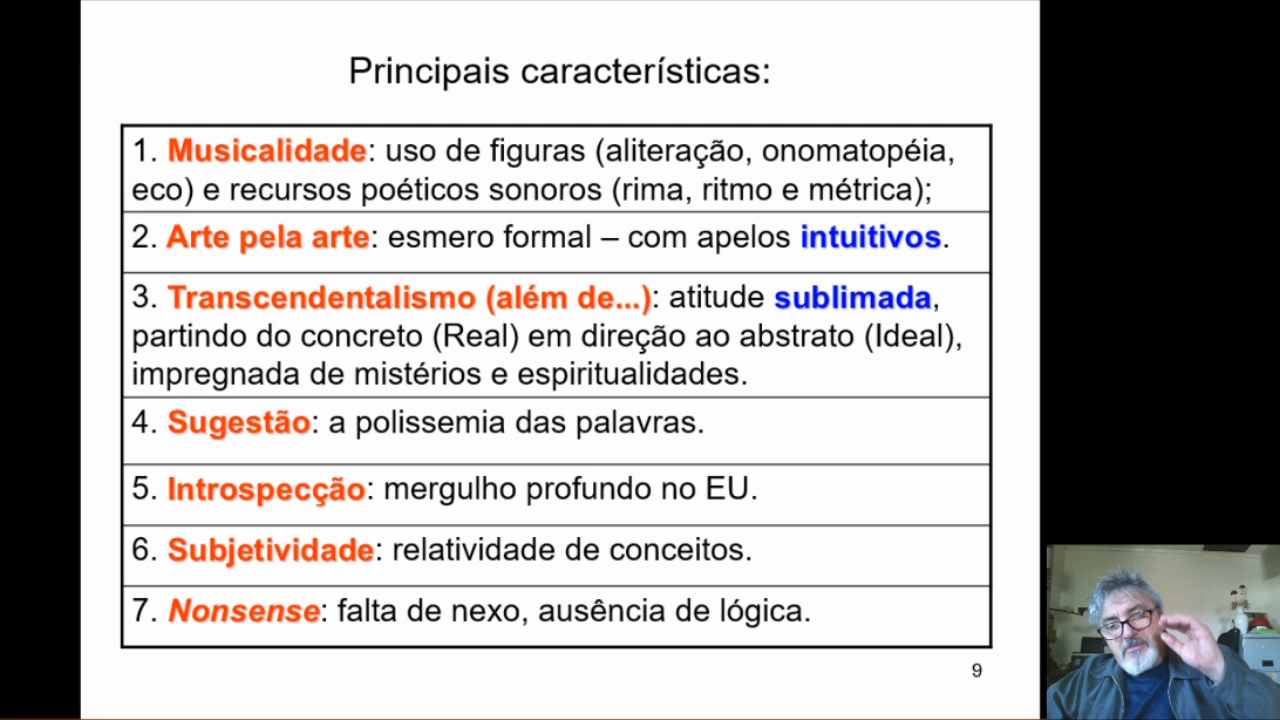 Principais características:
1. Musicalidade: uso de figuras (aliteração, onomatopéia,
eco) e recursos poéticos sonoros (rima, ritmo e métrica);
2. Arte pela arte: esmero formal – com apelos intuitivos.
3. Transcendentalismo (além de...): atitude sublimada,
partindo do concreto (Real) em direção ao abstrato (Ideal),
impregnada de mistérios e espiritualidades.
4. Sugestão: a polissemia das palavras.
5. Introspecção: mergulho profundo no EU.
6. Subjetividade: relatividade de conceitos.
7. Nonsense: falta de nexo, ausência de lógica.
9